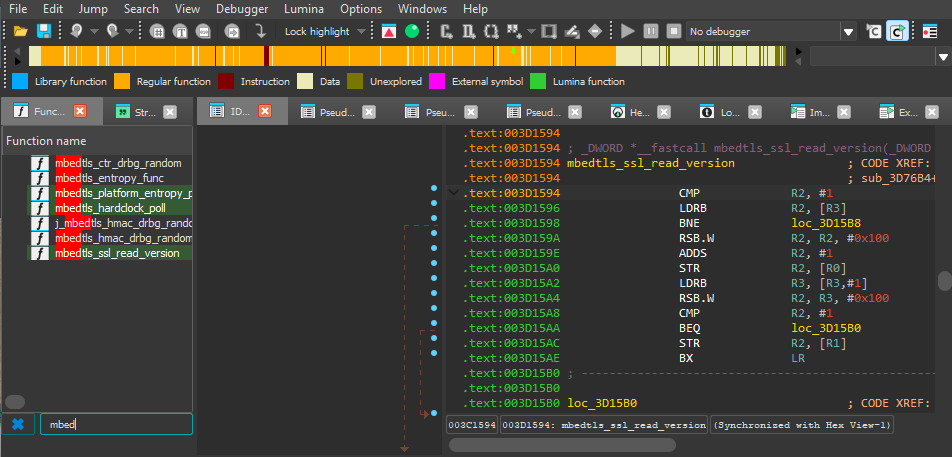 File Edit Jump Search View Debugger Lumina Options Windows Help
Lock highlight No debugger
Library function Regular function Instruction Data Unexplored External symbol Lumina function
Func... Str... ID... Pseud... Pseu... Pseud... He... Lo... Im... Ex...
Function name
mbedtls_ctr_drbg_random
mbedtls_entropy_func
mbedtls_platform_entropy_p
mbedtls_hardclock_poll
j_mbedtls_hmac_drbg_rando
mbedtls_hmac_drbg_random
mbedtls_ssl_read_version
mbed
.text:003D1594
.text:003D1594 ; _DWORD *__fastcall mbedtls_ssl_read_version(_DWORD
.text:003D1594 mbedtls_ssl_read_version ; CODE XREF:
.text:003D1594 ; sub_3D76B4+
.text:003D1594 CMP R2, #1
.text:003D1596 LDRB R2, [R3]
.text:003D1598 BNE loc_3D15B8
.text:003D159A RSB.W R2, R2, #0x100
.text:003D159E ADDS R2, #1
.text:003D15A0 STR R2, [R0]
.text:003D15A2 LDRB R3, [R3,#1]
.text:003D15A4 RSB.W R2, R3, #0x100
.text:003D15A8 CMP R2, #1
.text:003D15AA BEQ loc_3D15B0
.text:003D15AC STR R2, [R1]
.text:003D15AE BX LR
.text:003D15B0 ; ---------------------------------------------------
.text:003D15B0
.text:003D15B0 loc_3D15B0 ; CODE XREF:
003C1594 003D1594: mbedtls_ssl_read_version (Synchronized with Hex View-1)